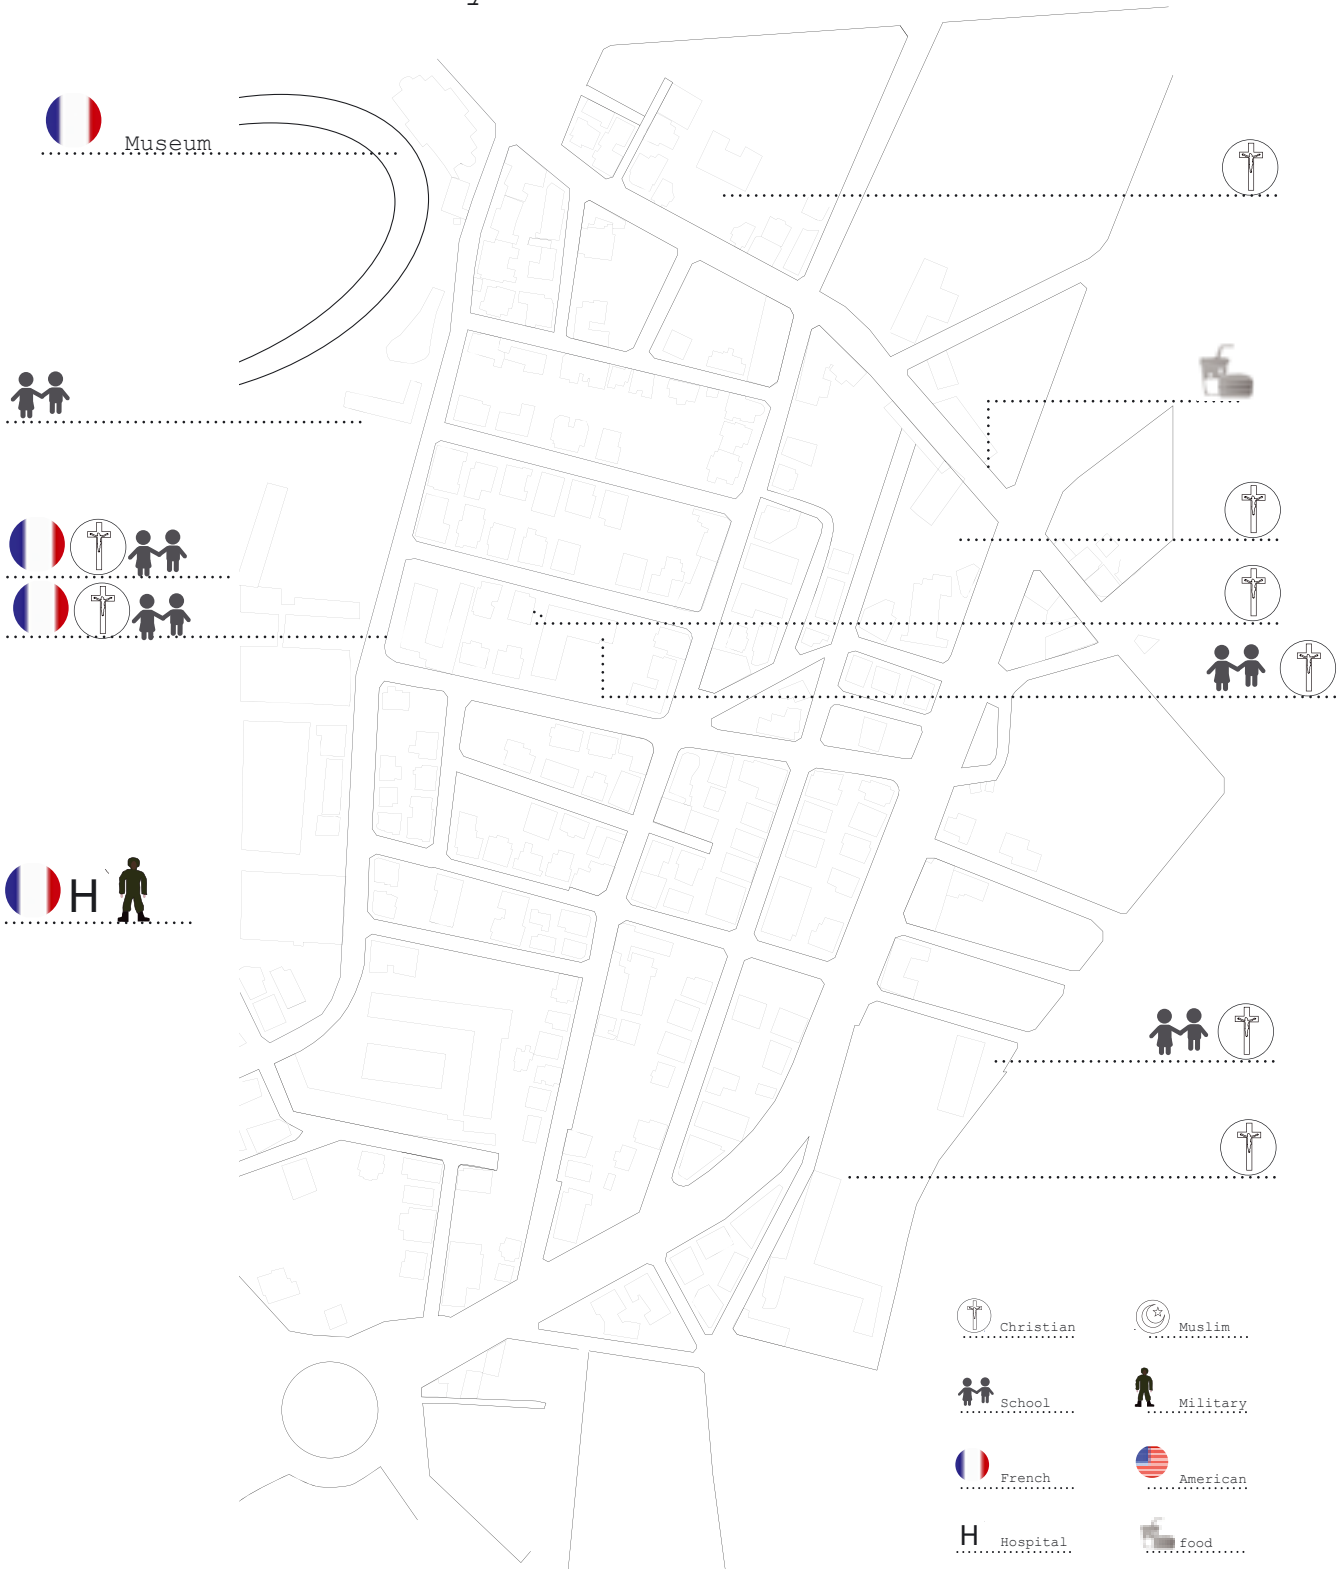 Museum
H
Christian
Muslim
School
Military
French
American
H
Hospital
food